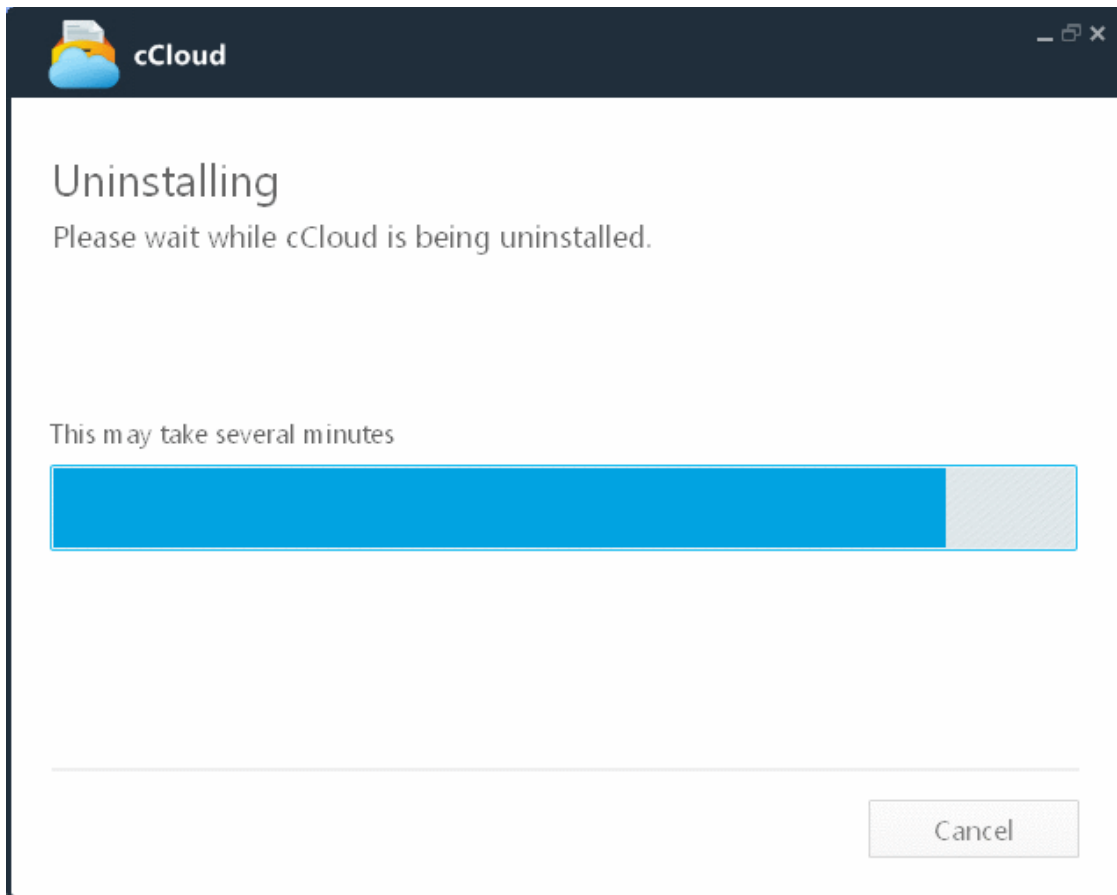 cCloud
Uninstalling
Please wait while cCloud is being uninstalled.
This may take several minutes
Cancel